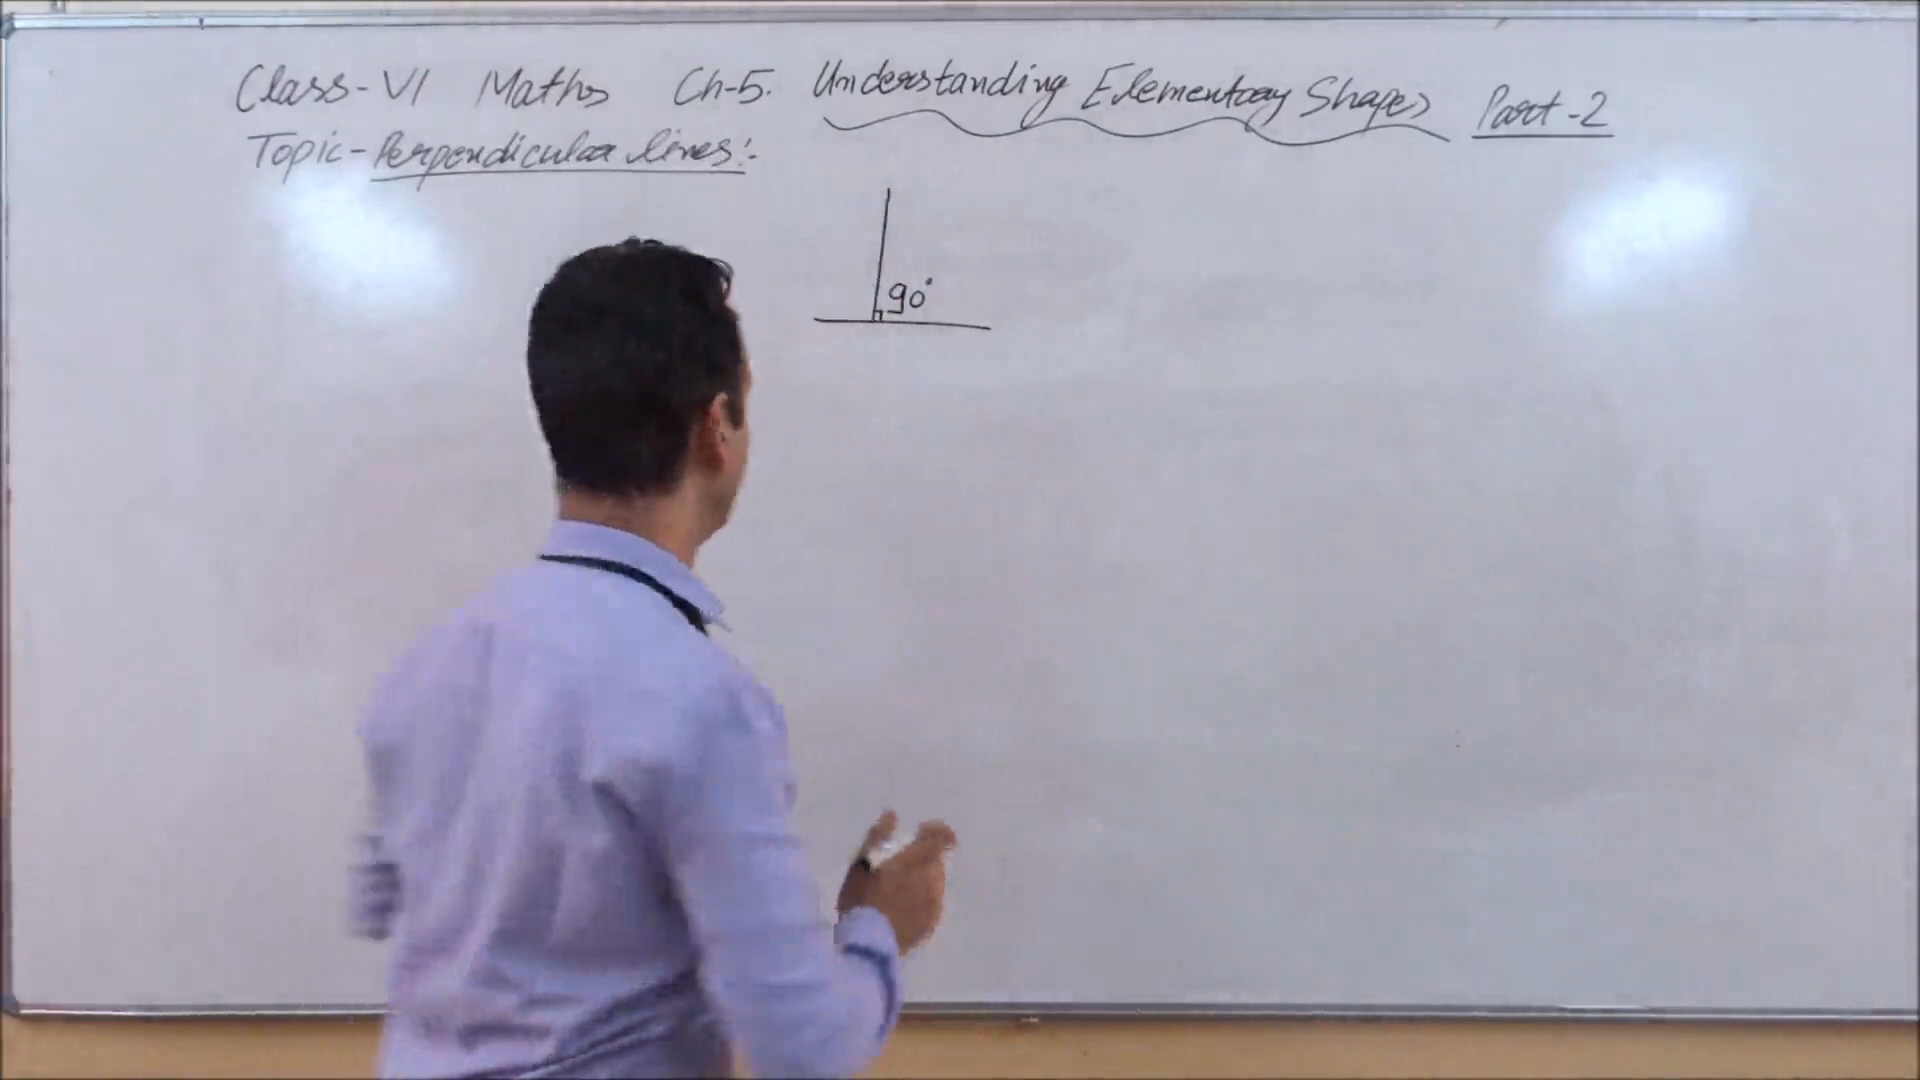 Class-VI Maths Ch-5. Understanding Elementary Shapes Part-2
Topic-Perpendicular lines:-
90°